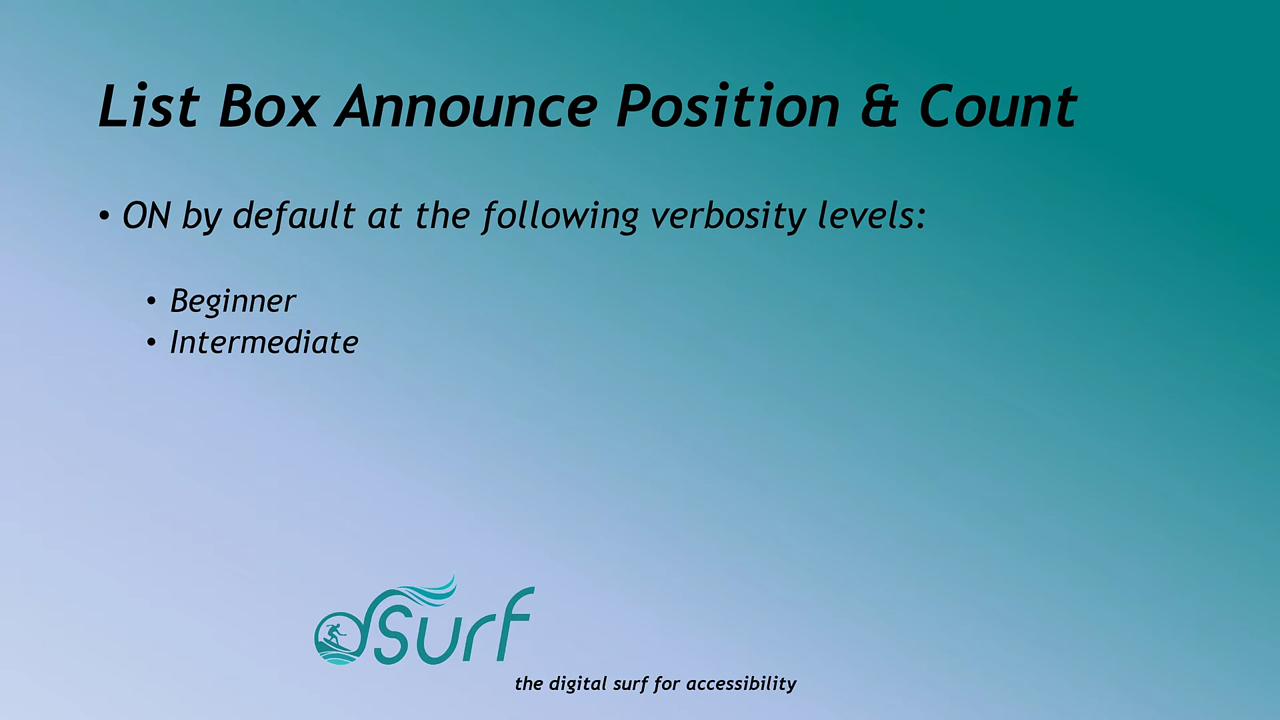 List Box Announce Position & Count
• ON by default at the following verbosity levels:
• Beginner
• Intermediate
dSurf
the digital surf for accessibility